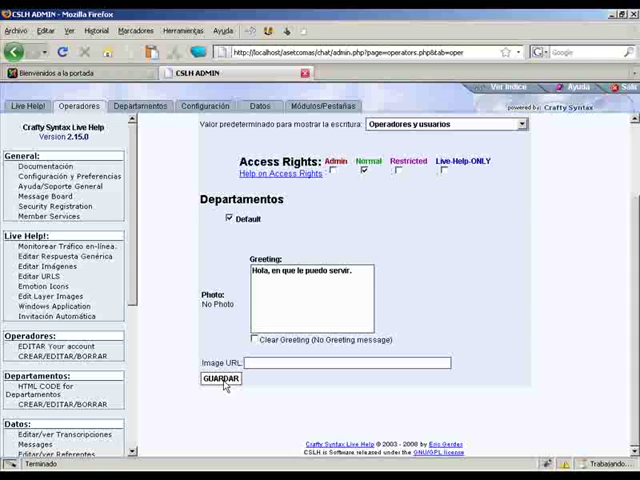 CSLH ADMIN - Mozilla Firefox
Archivo Editar Ver Historial Marcadores Herramientas Ayuda
http://localhost/asetcomas/chat/admin.php?page=operators.php&tab=oper
Google
Bienvenidos a la portada
CSLH ADMIN
Ver Indice Ayuda Salir
Live Help! Operadores Departamentos Configuración Datos Módulos/Pestañas
powered by: Crafty Syntax
Crafty Syntax Live Help
Version 2.15.0
General:
Documentación
Configuración y Preferencias
Ayuda/Soporte General
Message Board
Security Registration
Member Services
Live Help!:
Monitorear Tráfico en-línea.
Editar Respuesta Genérica
Editar Imágenes
Editar URLS
Emotion Icons
Edit Layer Images
Windows Application
Invitación Automática
Operadores:
EDITAR Your account
CREAR/EDITAR/BORRAR
Departamentos:
HTML CODE for
Departamentos
CREAR/EDITAR/BORRAR
Datos:
Editar/ver Transcripciones
Messages
Editar/ver Referentes
Valor predeterminado para mostrar la escritura: Operadores y usuarios
Access Rights: Admin Normal Restricted Live-Help-ONLY
Help on Access Rights
Departamentos
Default
Greeting:
Hola, en que le puedo servir.
Photo:
No Photo
Clear Greeting (No Greeting message)
Image URL:
GUARDAR
Crafty Syntax Live Help © 2003 - 2008 by Eric Gerdes
CSLH is Software released under the GNU/GPL license
Terminado
Trabajando...